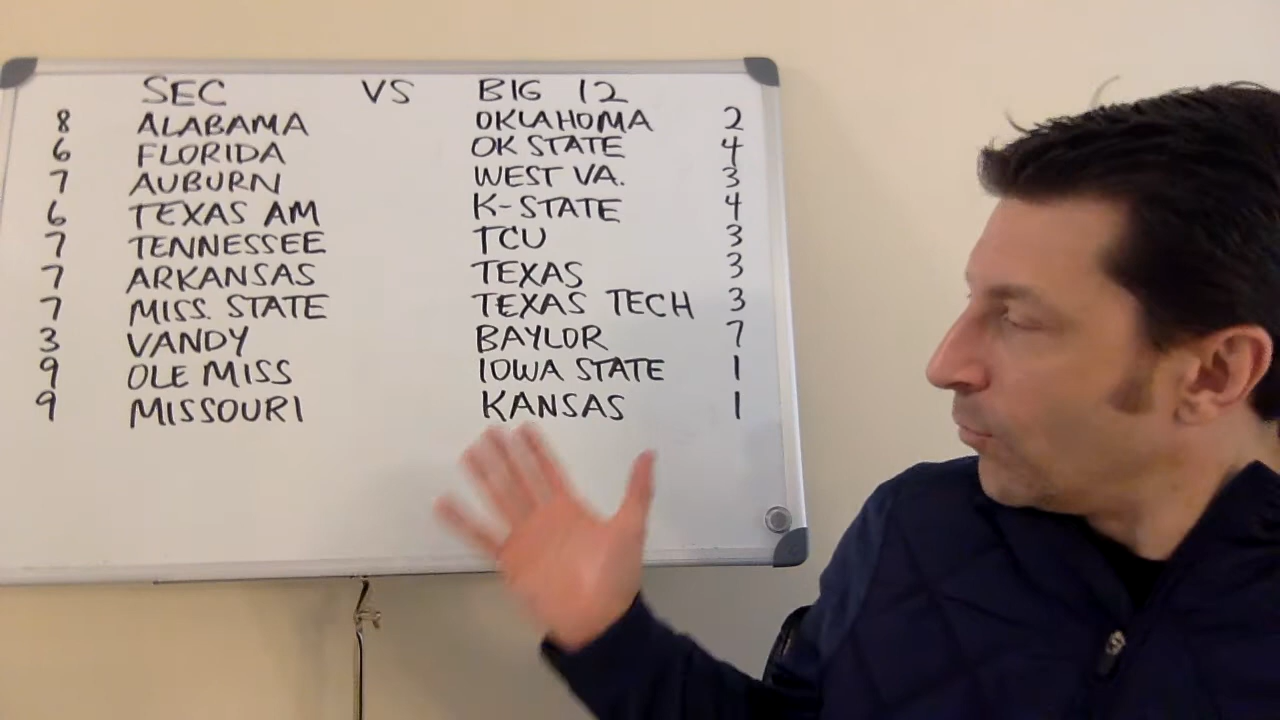 SEC VS BIG 12
8 ALABAMA OKLAHOMA 2
6 FLORIDA OK STATE 4
7 AUBURN WEST VA. 3
6 TEXAS AM K-STATE 4
7 TENNESSEE TCU 3
7 ARKANSAS TEXAS 3
7 MISS. STATE TEXAS TECH 3
3 VANDY BAYLOR 7
9 OLE MISS IOWA STATE 1
9 MISSOURI KANSAS 1